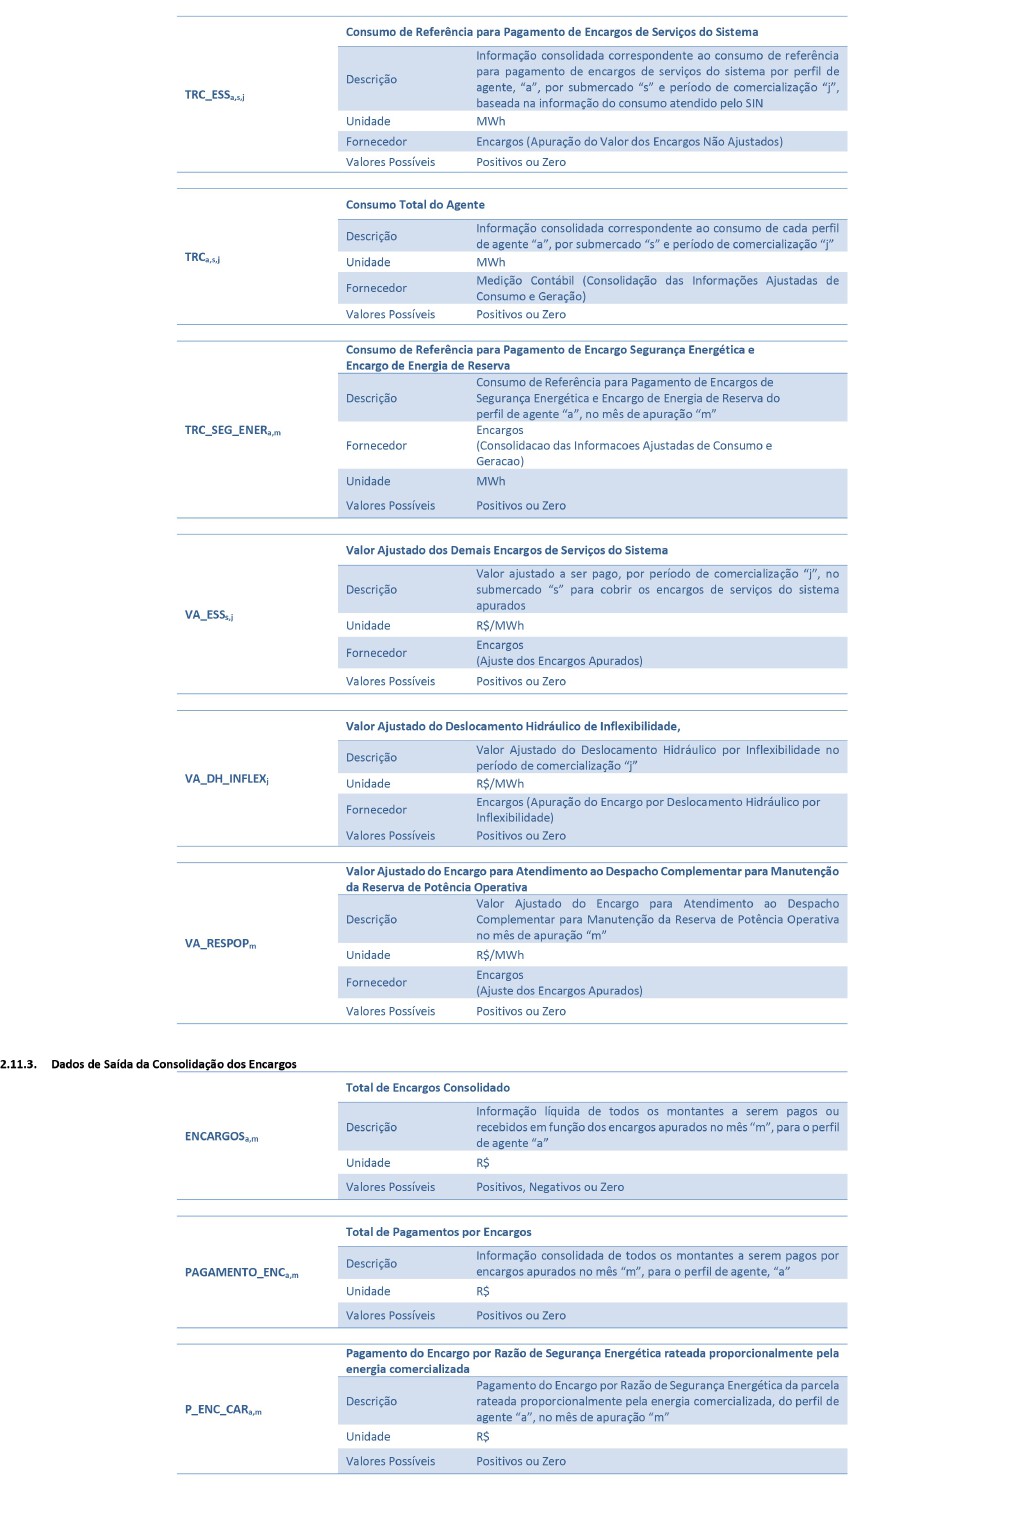 Consumo de Referência para Pagamento de Encargos de Serviços do Sistema
TRC_ESSa,s,j
Descrição
Informação consolidada correspondente ao consumo de referência
para pagamento de encargos de serviços do sistema por perfil de
agente, “a”, por submercado “s” e período de comercialização “j”,
baseada na informação do consumo atendido pelo SIN
Unidade MWh
Fornecedor Encargos (Apuração do Valor dos Encargos Não Ajustados)
Valores Possíveis Positivos ou Zero
Consumo Total do Agente
TRCa,s,j
Descrição
Informação consolidada correspondente ao consumo de cada perfil
de agente “a”, por submercado “s” e período de comercialização “j”
Unidade MWh
Fornecedor
Medição Contábil (Consolidação das Informações Ajustadas de
Consumo e Geração)
Valores Possíveis Positivos ou Zero
Consumo de Referência para Pagamento de Encargo Segurança Energética e
Encargo de Energia de Reserva
TRC_SEG_ENERa,m
Descrição
Consumo de Referência para Pagamento de Encargos de
Segurança Energética e Encargo de Energia de Reserva do
perfil de agente “a”, no mês de apuração “m”
Fornecedor
Encargos
(Consolidacao das Informacoes Ajustadas de Consumo e
Geracao)
Unidade MWh
Valores Possíveis Positivos ou Zero
Valor Ajustado dos Demais Encargos de Serviços do Sistema
VA_ESSs,j
Descrição
Valor ajustado a ser pago, por período de comercialização “j”, no
submercado “s” para cobrir os encargos de serviços do sistema
apurados
Unidade R$/MWh
Fornecedor
Encargos
(Ajuste dos Encargos Apurados)
Valores Possíveis Positivos ou Zero
Valor Ajustado do Deslocamento Hidráulico de Inflexibilidade,
VA_DH_INFLEXj
Descrição
Valor Ajustado do Deslocamento Hidráulico por Inflexibilidade no
período de comercialização “j”
Unidade R$/MWh
Fornecedor
Encargos (Apuração do Encargo por Deslocamento Hidráulico por
Inflexibilidade)
Valores Possíveis Positivos ou Zero
Valor Ajustado do Encargo para Atendimento ao Despacho Complementar para Manutenção
da Reserva de Potência Operativa
VA_RESPOPm
Descrição
Valor Ajustado do Encargo para Atendimento ao Despacho
Complementar para Manutenção da Reserva de Potência Operativa
no mês de apuração “m”
Unidade R$/MWh
Fornecedor
Encargos
(Ajuste dos Encargos Apurados)
Valores Possíveis Positivos ou Zero
2.11.3. Dados de Saída da Consolidação dos Encargos
Total de Encargos Consolidado
ENCARGOSa,m
Descrição
Informação líquida de todos os montantes a serem pagos ou
recebidos em função dos encargos apurados no mês “m”, para o perfil
de agente “a”
Unidade R$
Valores Possíveis Positivos, Negativos ou Zero
Total de Pagamentos por Encargos
PAGAMENTO_ENCa,m
Descrição
Informação consolidada de todos os montantes a serem pagos por
encargos apurados no mês “m”, para o perfil de agente, “a”
Unidade R$
Valores Possíveis Positivos ou Zero
Pagamento do Encargo por Razão de Segurança Energética rateada proporcionalmente pela
energia comercializada
P_ENC_CARa,m
Descrição
Pagamento do Encargo por Razão de Segurança Energética da parcela
rateada proporcionalmente pela energia comercializada, do perfil de
agente “a”, no mês de apuração “m”
Unidade R$
Valores Possíveis Positivos ou Zero